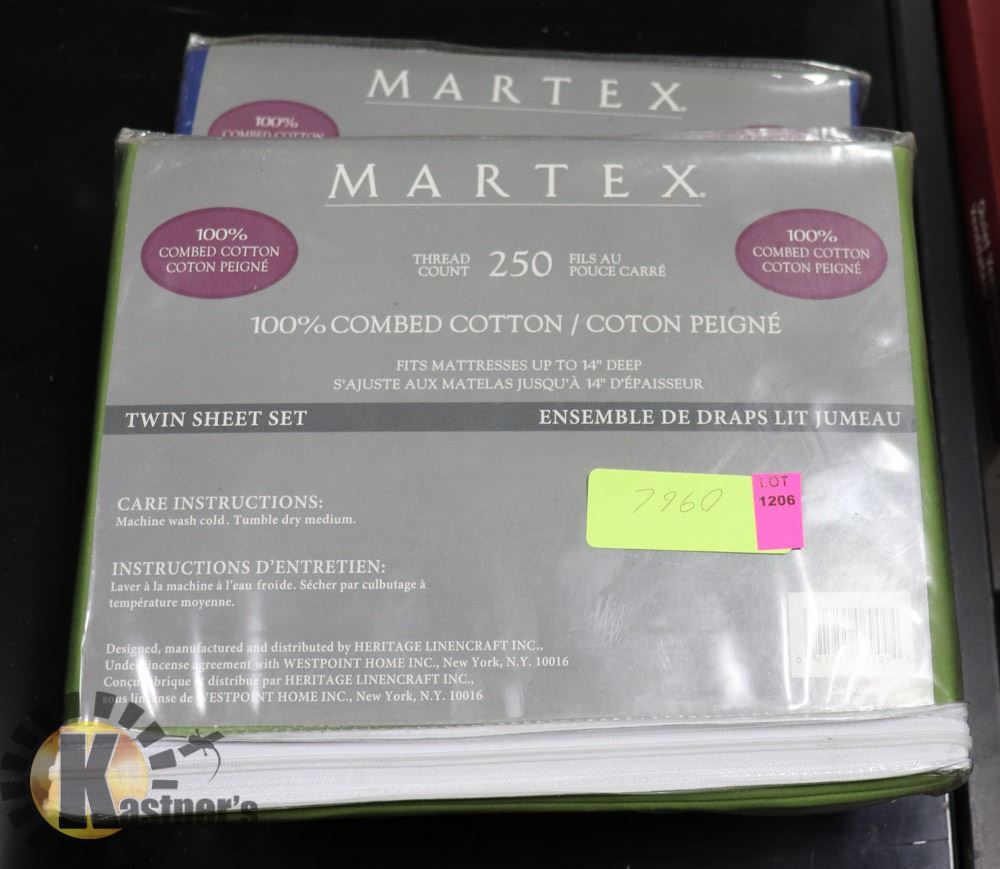 MARTEX
100%
COMBED COTTON
MARTEX
100%
COMBED COTTON
COTON PEIGNÉ
THREAD
COUNT
250
FILS AU
POUCE CARRÉ
100%
COMBED COTTON
COTON PEIGNÉ
100% COMBED COTTON / COTON PEIGNÉ
FITS MATTRESSES UP TO 14" DEEP
S'AJUSTE AUX MATELAS JUSQU'À 14" D'ÉPAISSEUR
TWIN SHEET SET
ENSEMBLE DE DRAPS LIT JUMEAU
7960
LOT
1206
CARE INSTRUCTIONS:
Machine wash cold. Tumble dry medium.
INSTRUCTIONS D'ENTRETIEN:
Laver à la machine à l'eau froide. Sécher par culbutage à
température moyenne.
Designed, manufactured and distributed by HERITAGE LINENCRAFT INC.,
Under agreement with WESTPOINT HOME INC., New York, N.Y. 10016
et distribue par HERITAGE LINENCRAFT INC.,
sous de WESTPOINT HOME INC., New York, N.Y. 10016
Kastner's